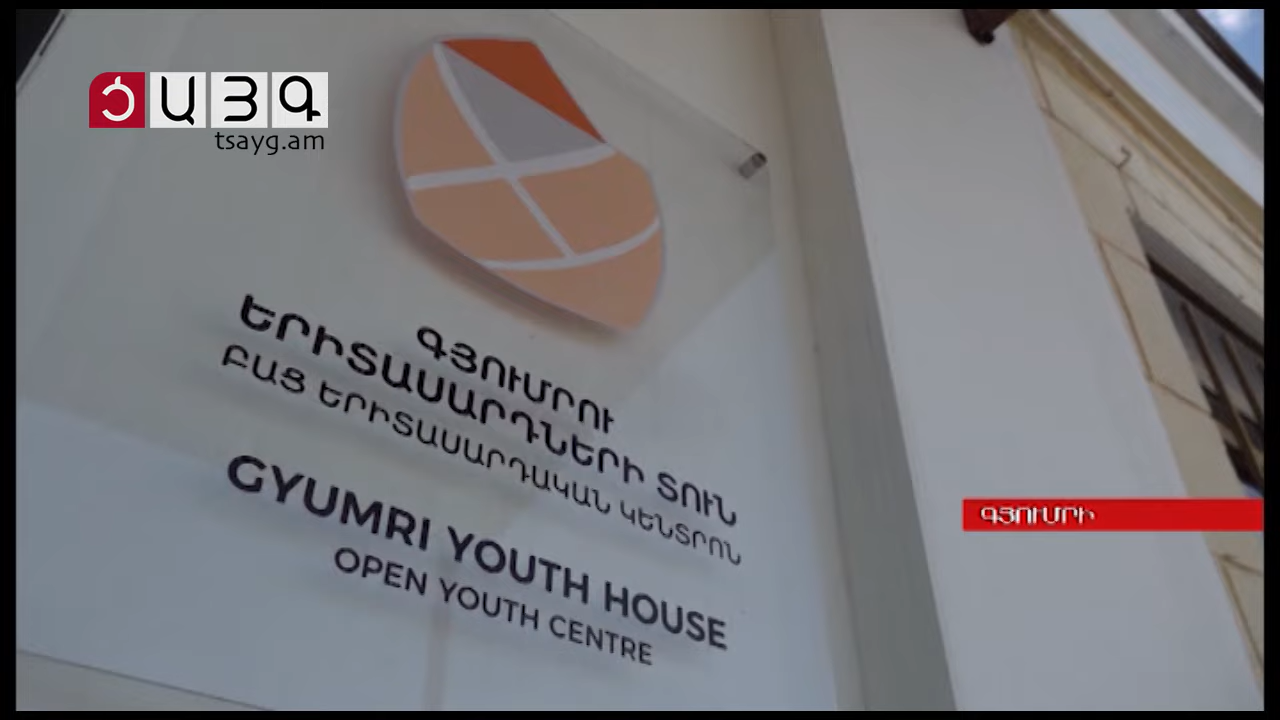 ԾԱՅԳ
tsayg.am
ԳՅՈՒՄՐՈՒ
ԵՐԻՏԱՍԱՐԴՆԵՐԻ ՏՈՒՆ
ԲԱՑ ԵՐԻՏԱՍԱՐԴԱԿԱՆ ԿԵՆՏՐՈՆ
GYUMRI YOUTH HOUSE
OPEN YOUTH CENTRE
ԳՅՈՒՄՐԻ